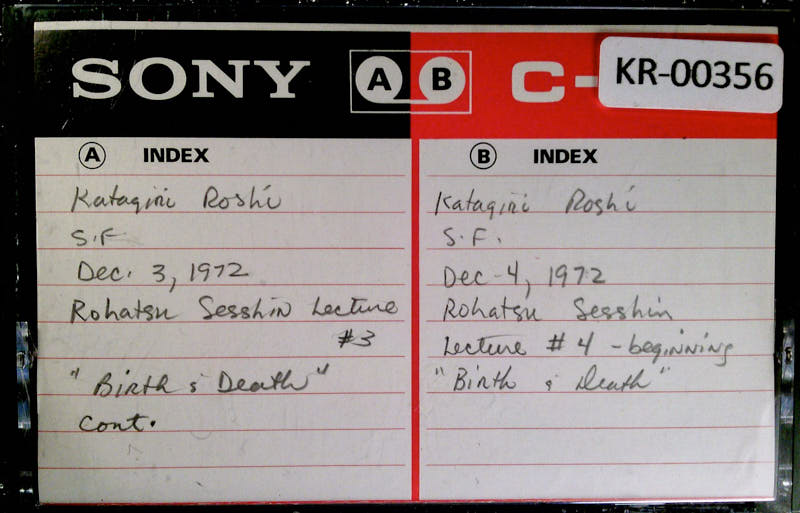 SONY A B C-
KR-00356
A INDEX
Katagiri Roshi
S.F
Dec. 3, 1972
Rohatsu Sesshin Lecture
#3
"Birth & Death"
Cont.
B INDEX
Katagiri Roshi
S.F.
Dec-4, 1972
Rohatsu Sesshin
Lecture #4 - beginning
"Birth & Death"